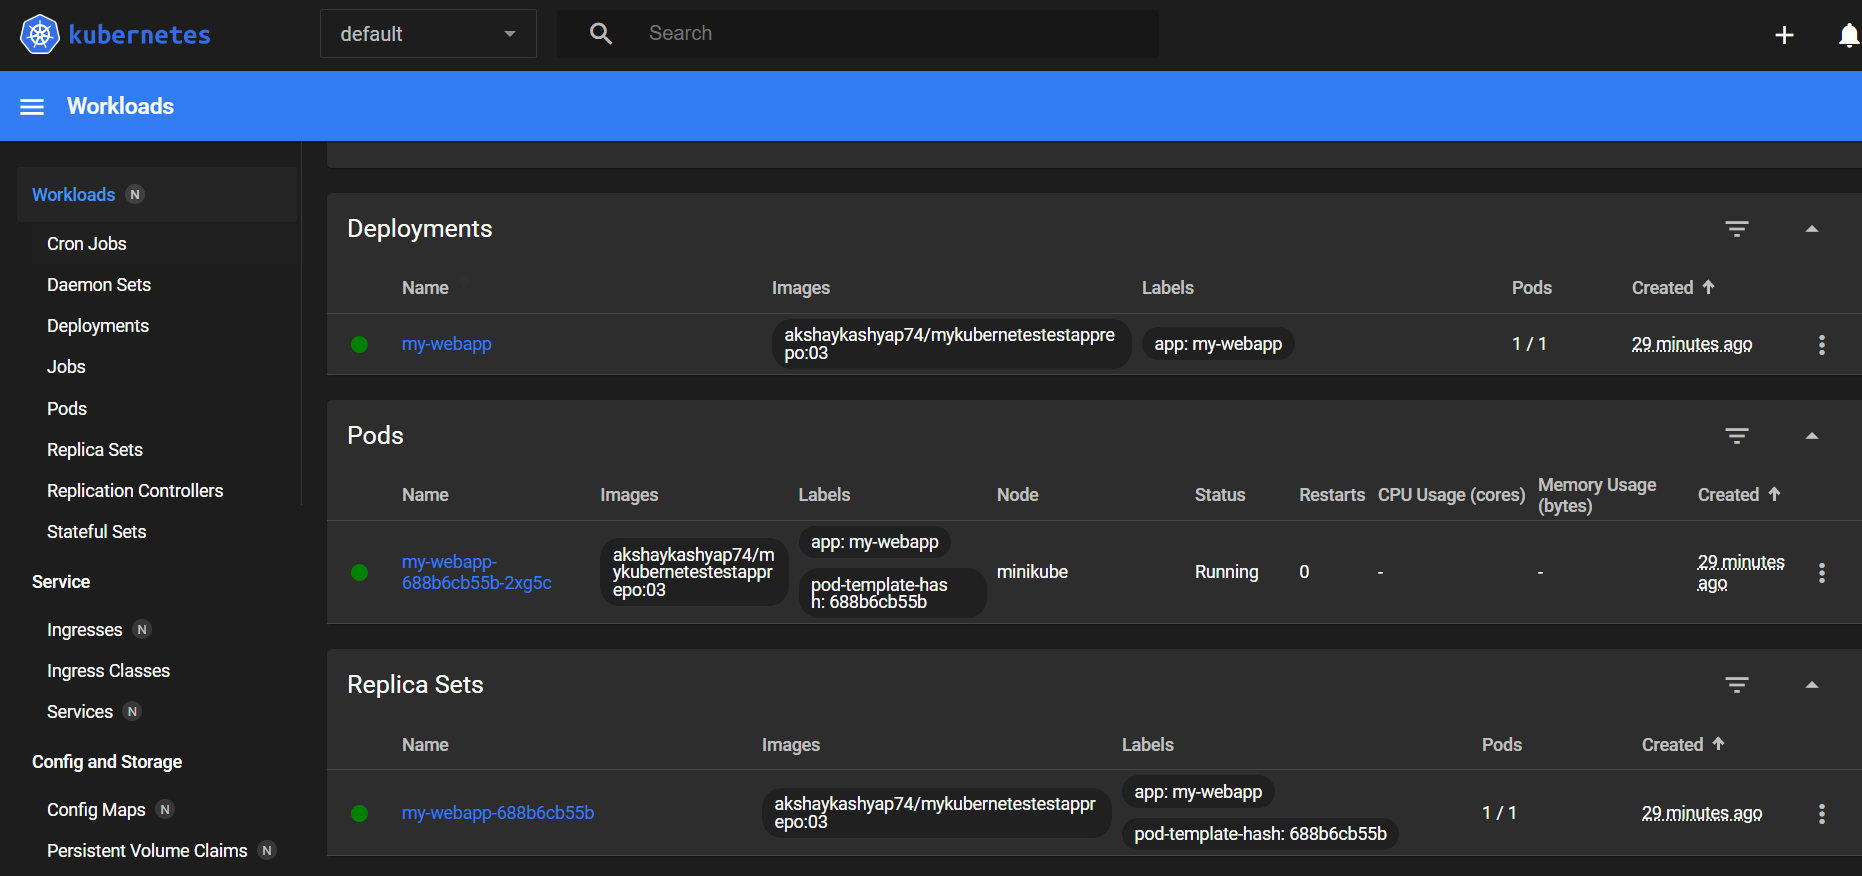 kubernetes
default
Search
Workloads
Workloads N
Cron Jobs
Daemon Sets
Deployments
Jobs
Pods
Replica Sets
Replication Controllers
Stateful Sets
Service
Ingresses N
Ingress Classes
Services N
Config and Storage
Config Maps N
Persistent Volume Claims N
Deployments
Name Images Labels Pods Created
my-webapp
akshaykashyap74/mykubernetestestappre
po:03
app: my-webapp
1 / 1
29 minutes ago
Pods
Name Images Labels Node Status Restarts CPU Usage (cores)
Memory Usage
(bytes)
Created
my-webapp-
688b6cb55b-2xg5c
akshaykashyap74/m
ykubernetestestappr
epo:03
app: my-webapp
pod-template-has
h: 688b6cb55b
minikube
Running
0
-
-
29 minutes
ago
Replica Sets
Name Images Labels Pods Created
my-webapp-688b6cb55b
akshaykashyap74/mykubernetestestappr
epo:03
app: my-webapp
pod-template-hash: 688b6cb55b
1 / 1
29 minutes ago